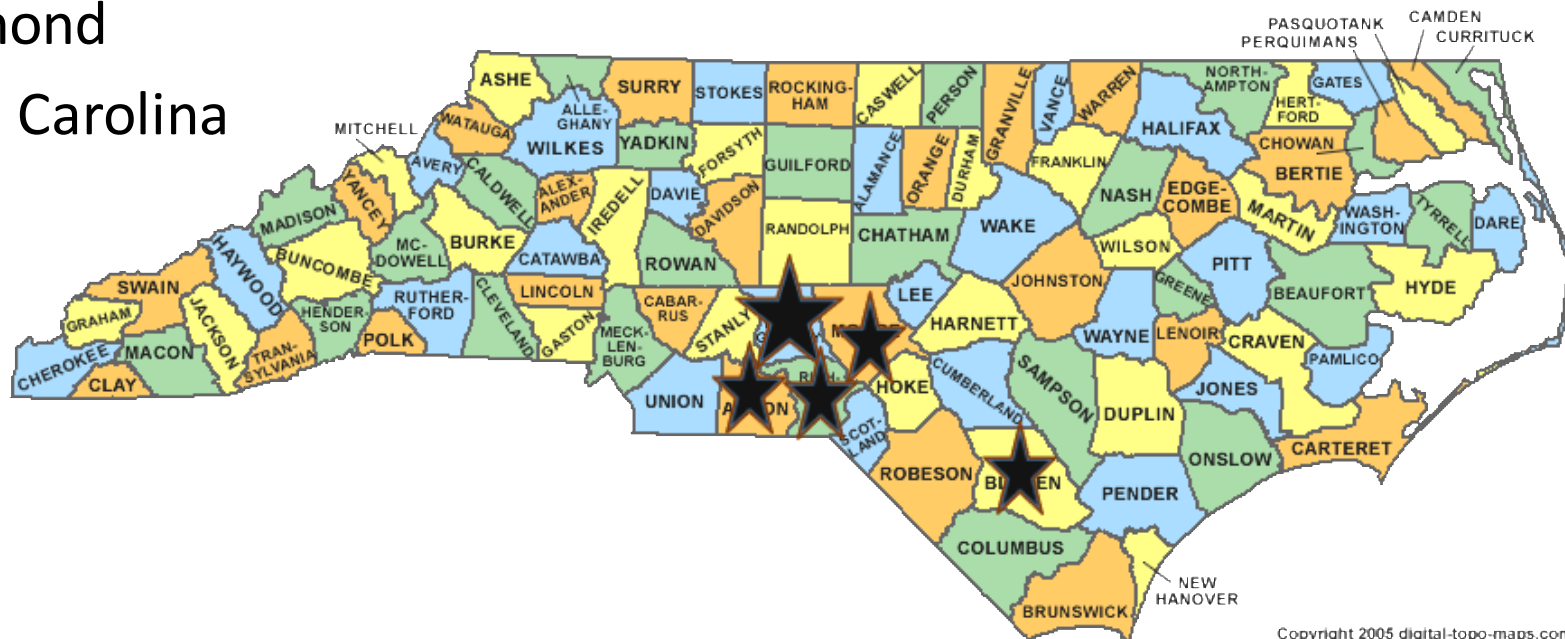 mond
Carolina
PASQUOTANK
PERQUIMANS
CAMDEN
CURRITUCK
ASHE
ALLE-
GHANY
SURRY
STOKES
ROCKING-
HAM
CASWELL
PERSON
GRANVILLE
VANCE
WARREN
NORTH-
AMPTON
HERT-
FORD
GATES
MITCHELL
WATAUGA
WILKES
YADKIN
FORSYTH
GUILFORD
ALAMANCE
ORANGE
DURHAM
FRANKLIN
HALIFAX
CHOWAN
BERTIE
AVERY
CALDWELL
ALEX-
ANDER
IREDELL
DAVIE
DAVIDSON
RANDOLPH
CHATHAM
WAKE
NASH
EDGE-
COMBE
MARTIN
WASH-
INGTON
TYRRELL
DARE
MADISON
YANCEY
MC-
DOWELL
BURKE
CATAWBA
ROWAN
WILSON
PITT
HAYWOOD
BUNCOMBE
LINCOLN
CABAR-
RUS
STANLY
LEE
JOHNSTON
GREENE
BEAUFORT
HYDE
SWAIN
GRAHAM
JACKSON
HENDER-
SON
RUTHER-
FORD
CLEVELAND
GASTON
MECK-
LEN-
BURG
HARNETT
WAYNE
LENOIR
CRAVEN
PAMLICO
CHEROKEE
MACON
CLAY
TRAN-
SYLVANIA
POLK
UNION
HOKE
CUMBERLAND
SAMPSON
DUPLIN
JONES
SCOT-
LAND
ROBESON
BL EN
PENDER
ONSLOW
CARTERET
COLUMBUS
BRUNSWICK
NEW
HANOVER
Copyright 2005 digital-topo-maps.com